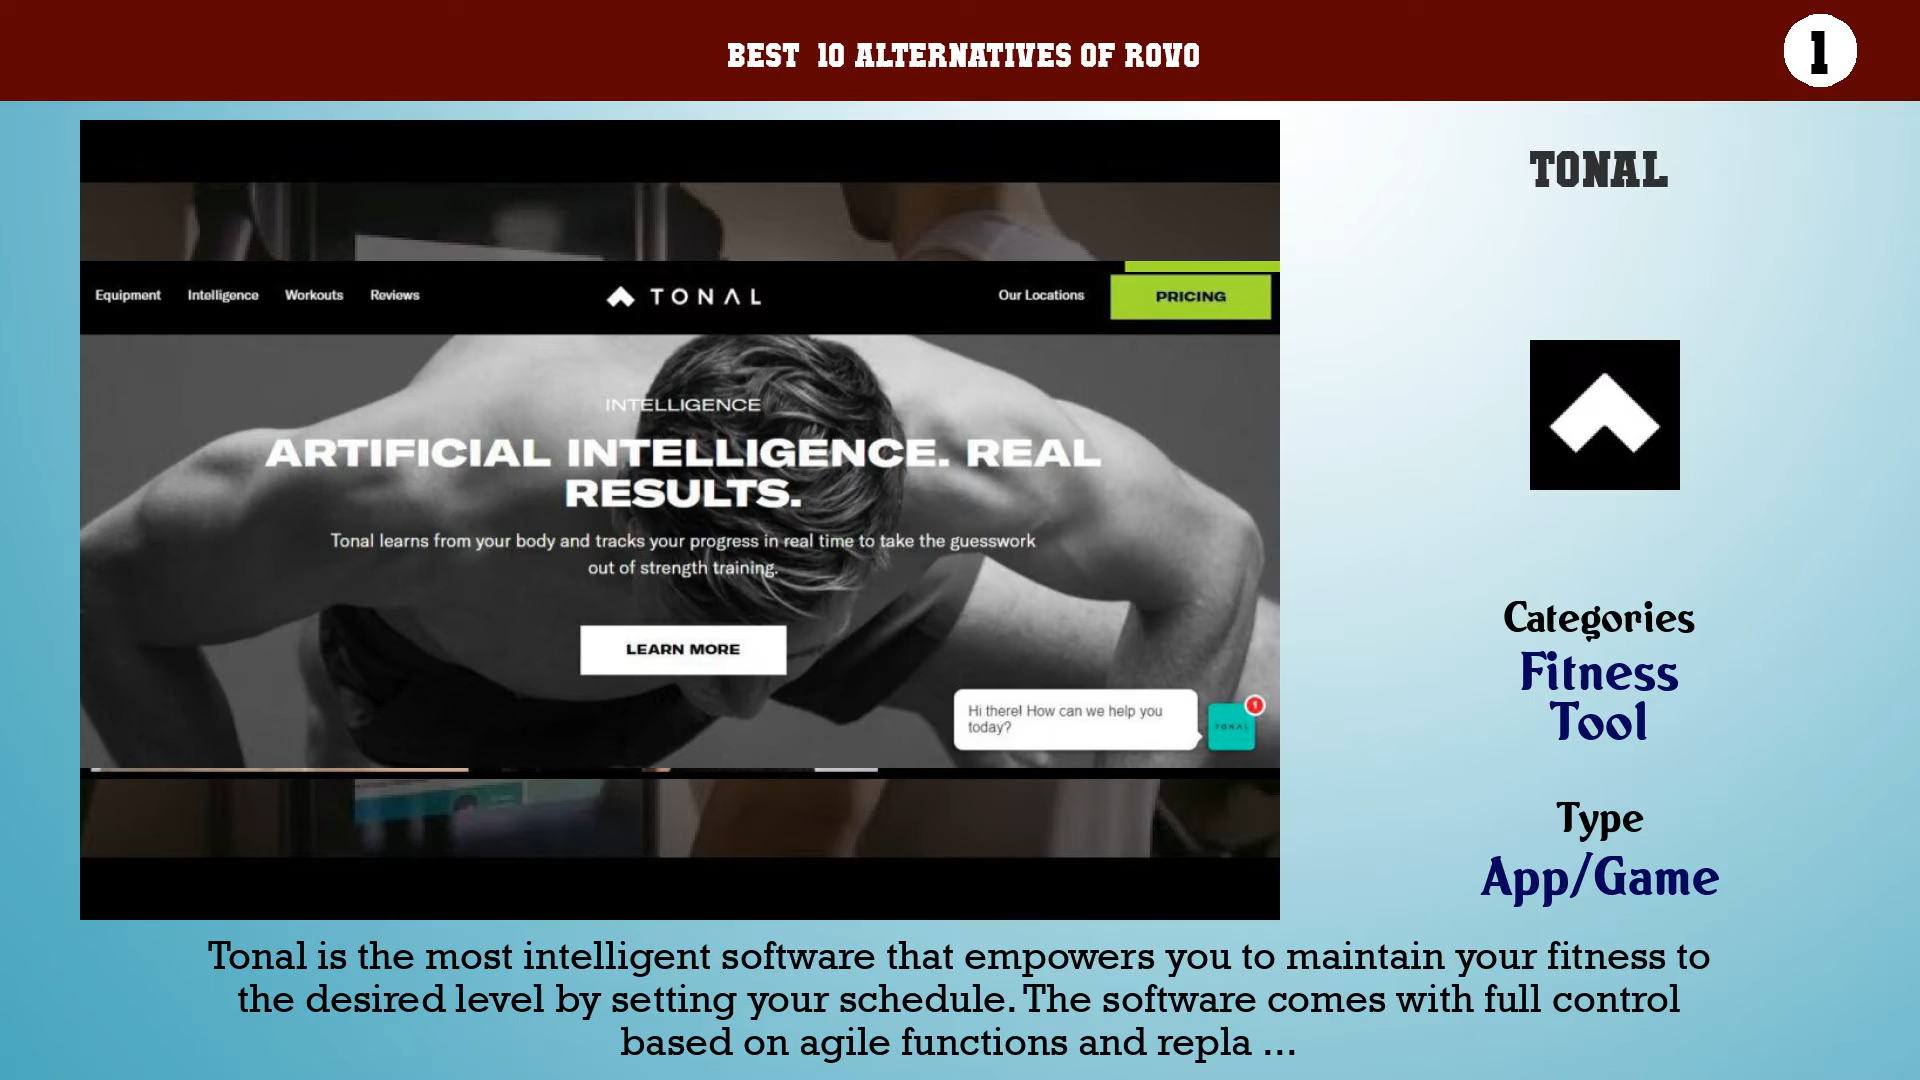 BEST 10 ALTERNATIVES OF ROVO
1
TONAL
Equipment Intelligence Workouts Reviews TONAL Our Locations PRICING
INTELLIGENCE
ARTIFICIAL INTELLIGENCE. REAL
RESULTS.
Tonal learns from your body and tracks your progress in real time to take the guesswork
out of strength training.
LEARN MORE
Hi there! How can we help you
today?
TONAL
1
Categories
Fitness
Tool
Type
App/Game
Tonal is the most intelligent software that empowers you to maintain your fitness to
the desired level by setting your schedule. The software comes with full control
based on agile functions and repla ...